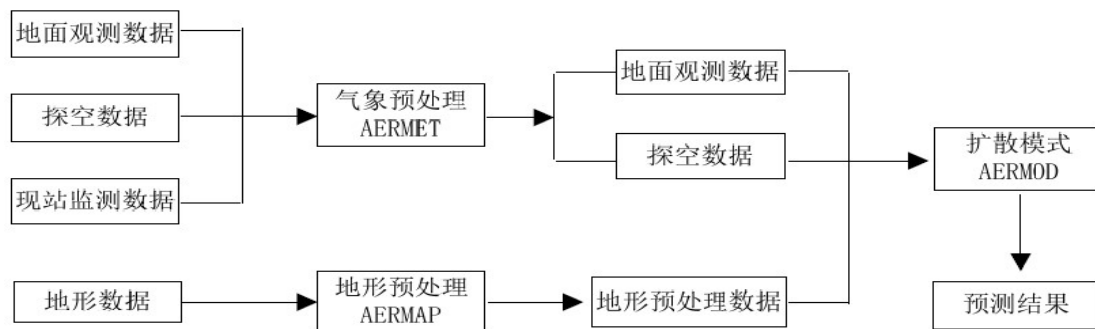 地面观测数据
探空数据
现站监测数据
地形数据
气象预处理
AERMET
地形预处理
AERMAP
地面观测数据
探空数据
地形预处理数据
扩散模式
AERMOD
预测结果